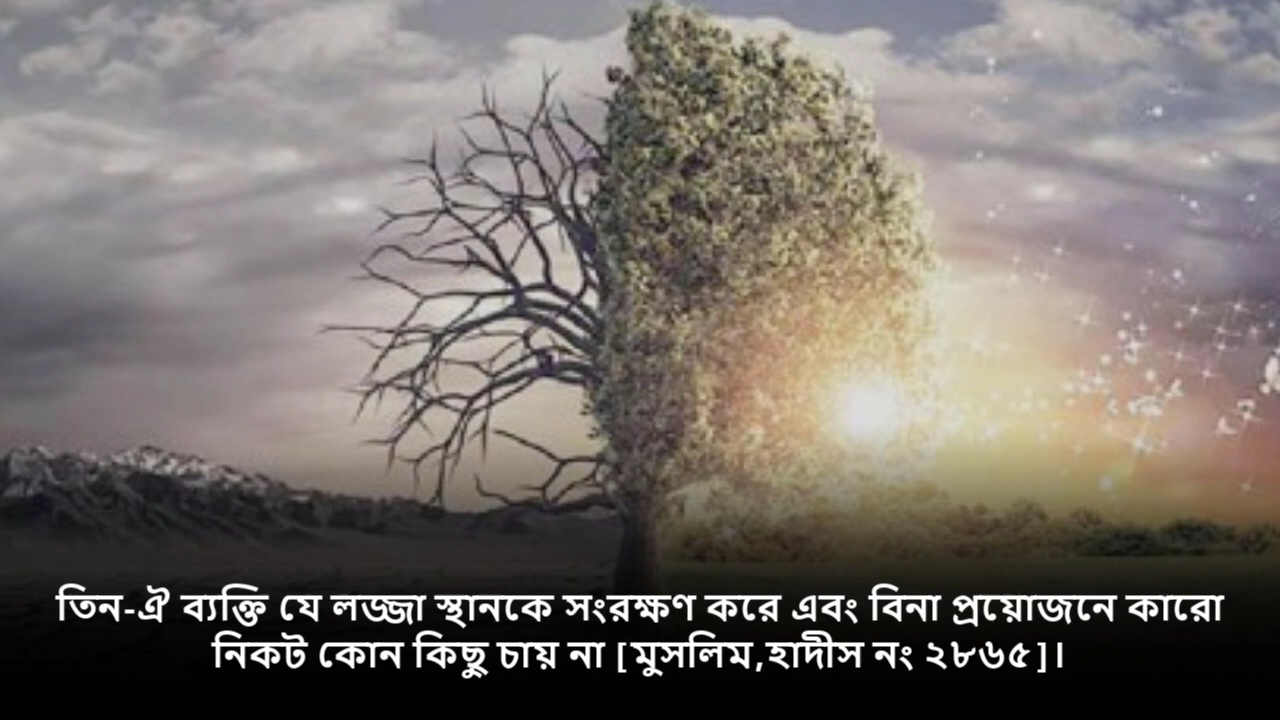 তিন-ঐ ব্যক্তি যে লজ্জা স্থানকে সংরক্ষণ করে এবং বিনা প্রয়োজনে কারো
নিকট কোন কিছু চায় না [মুসলিম,হাদীস নং ২৮৬৫]।